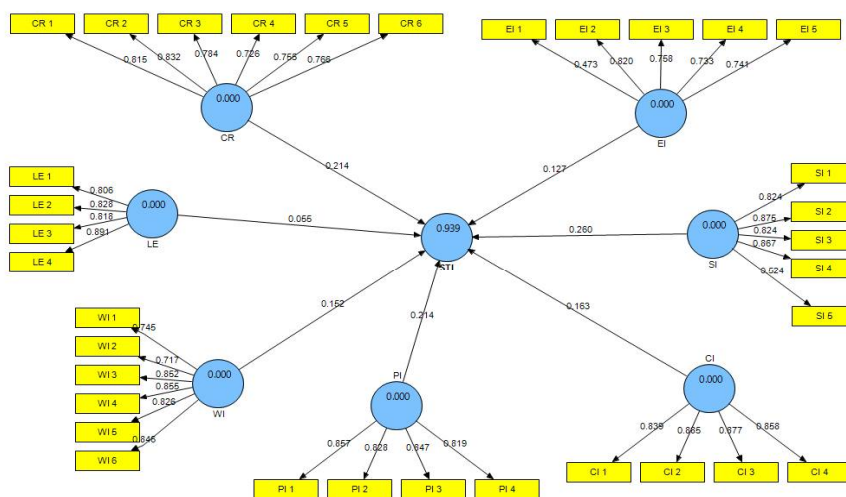 CR 1 CR 2 CR 3 CR 4 CR 5 CR 6
EI 1 EI 2 EI 3 EI 4 EI 5
0.815 0.832 0.784 0.726 0.755 0.766
0.473 0.820 0.758 0.733 0.741
0.000
CR
0.000
EI
0.214
0.127
LE 1
LE 2
LE 3
LE 4
0.806
0.828
0.818
0.891
0.000
LE
0.055
0.939
STI
0.260
0.000
SI
0.824
0.875
0.824
0.867
0.624
SI 1
SI 2
SI 3
SI 4
SI 5
0.152
0.214
0.163
WI 1
WI 2
WI 3
WI 4
WI 5
WI 6
0.745
0.717
0.852
0.855
0.826
0.846
0.000
WI
PI
0.000
CI
0.000
0.857 0.828 0.847 0.819
0.839 0.877 0.858
PI 1 PI 2 PI 3 PI 4
CI 1 CI 2 CI 3 CI 4